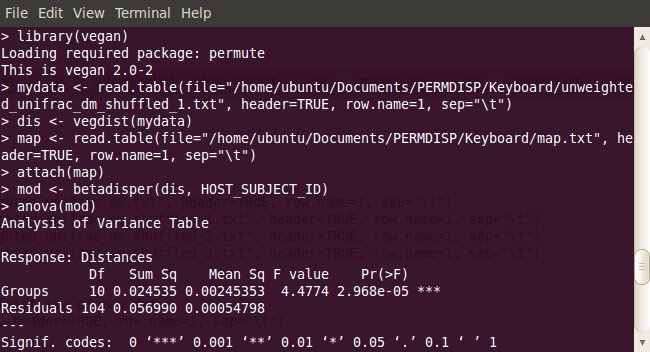 File Edit View Terminal Help
> library(vegan)
Loading required package: permute
This is vegan 2.0-2
> mydata <- read.table(file="/home/ubuntu/Documents/PERMDISP/Keyboard/unweighte
d_unifrac_dm_shuffled_1.txt", header=TRUE, row.name=1, sep="\t")
> dis <- vegdist(mydata)
> map <- read.table(file="/home/ubuntu/Documents/PERMDISP/Keyboard/map.txt", he
ader=TRUE, row.name=1, sep="\t")
> attach(map)
> mod <- betadisper(dis, HOST_SUBJECT_ID)
> anova(mod)
Analysis of Variance Table
Response: Distances
Df Sum Sq Mean Sq F value Pr(>F)
Groups 10 0.024535 0.00245353 4.4774 2.968e-05 ***
Residuals 104 0.056990 0.00054798
---
Signif. codes: 0 ‘***’ 0.001 ‘**’ 0.01 ‘*’ 0.05 ‘.’ 0.1 ‘ ’ 1